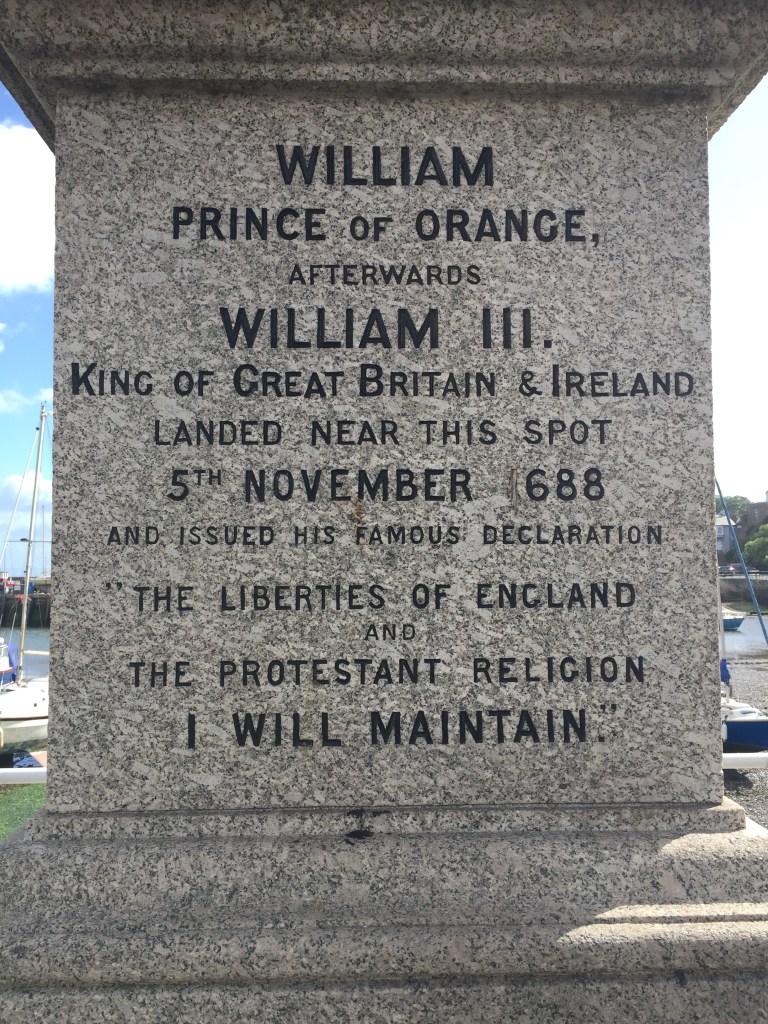 WILLIAM
PRINCE OF ORANGE,
AFTERWARDS
WILLIAM III.
KING OF GREAT BRITAIN & IRELAND
LANDED NEAR THIS SPOT
5TH NOVEMBER 1688
AND ISSUED HIS FAMOUS DECLARATION
"THE LIBERTIES OF ENGLAND
AND
THE PROTESTANT RELIGION
I WILL MAINTAIN."